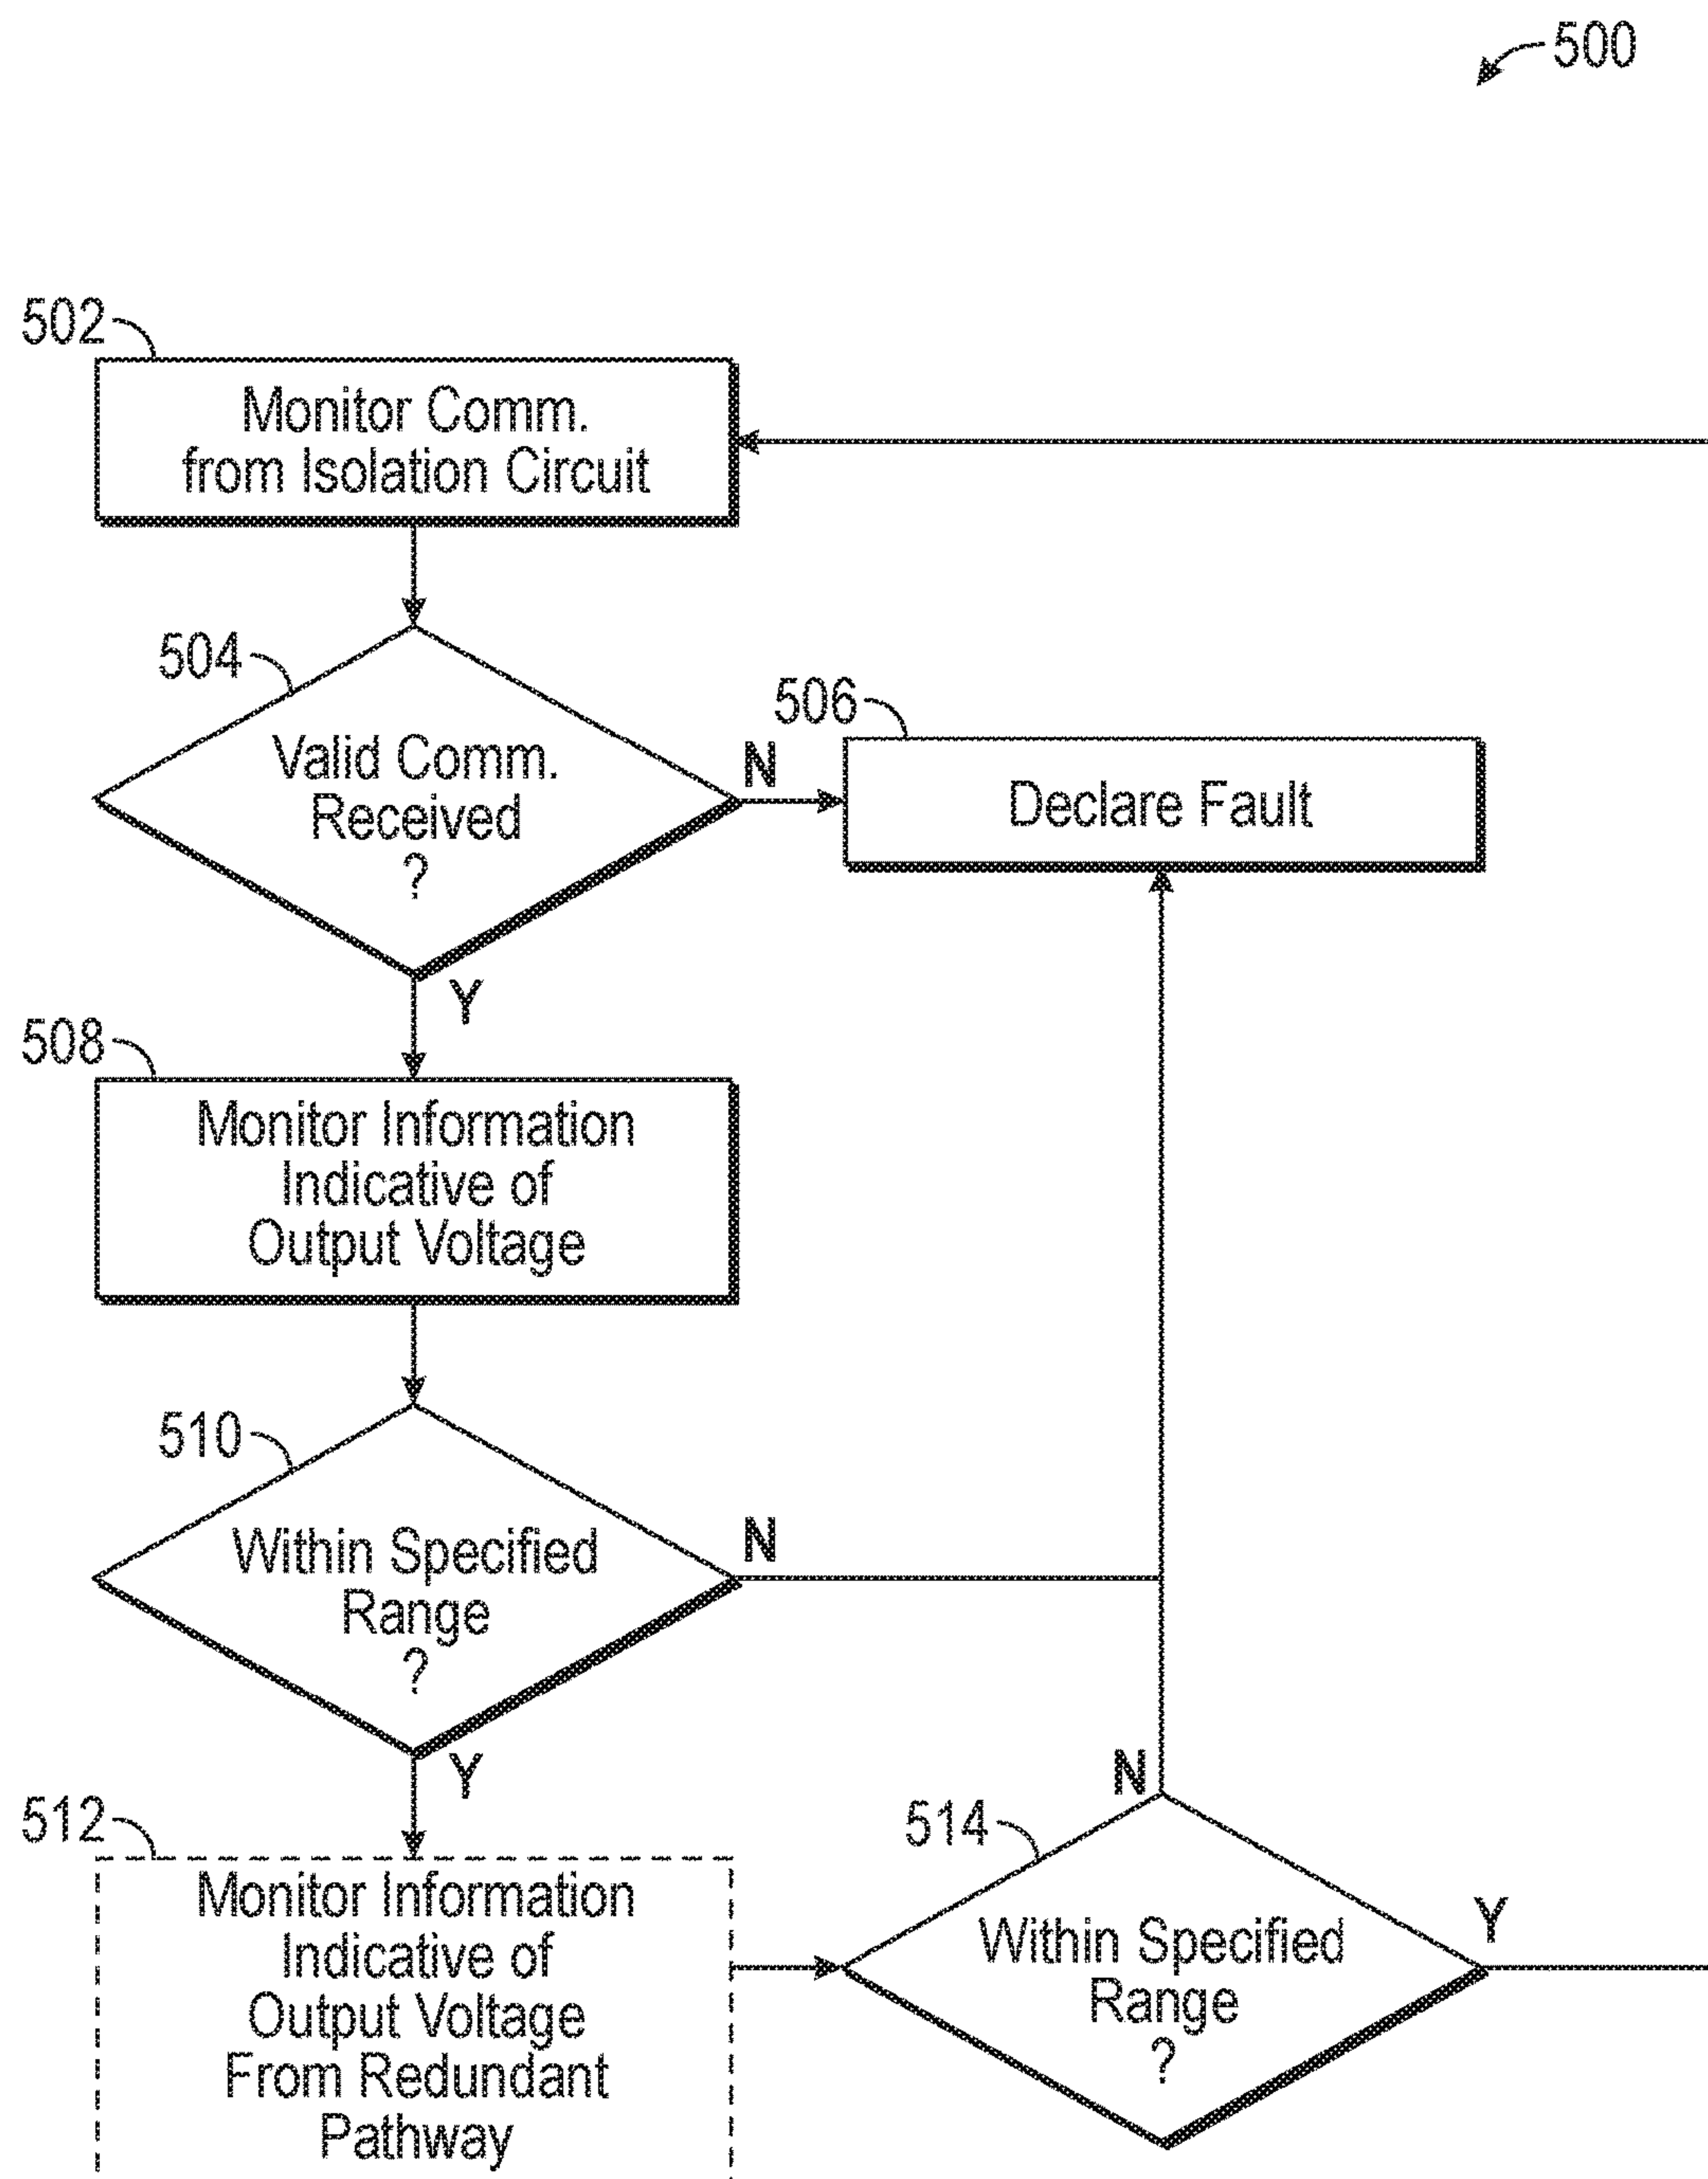 500
502
Monitor Comm.
from Isolation Circuit
504
Valid Comm.
Received
?
N
506
Declare Fault
Y
508
Monitor Information
Indicative of
Output Voltage
510
Within Specified
Range
?
N
Y
512
Monitor Information
Indicative of
Output Voltage
From Redundant
Pathway
514
N
Within Specified
Range
?
Y